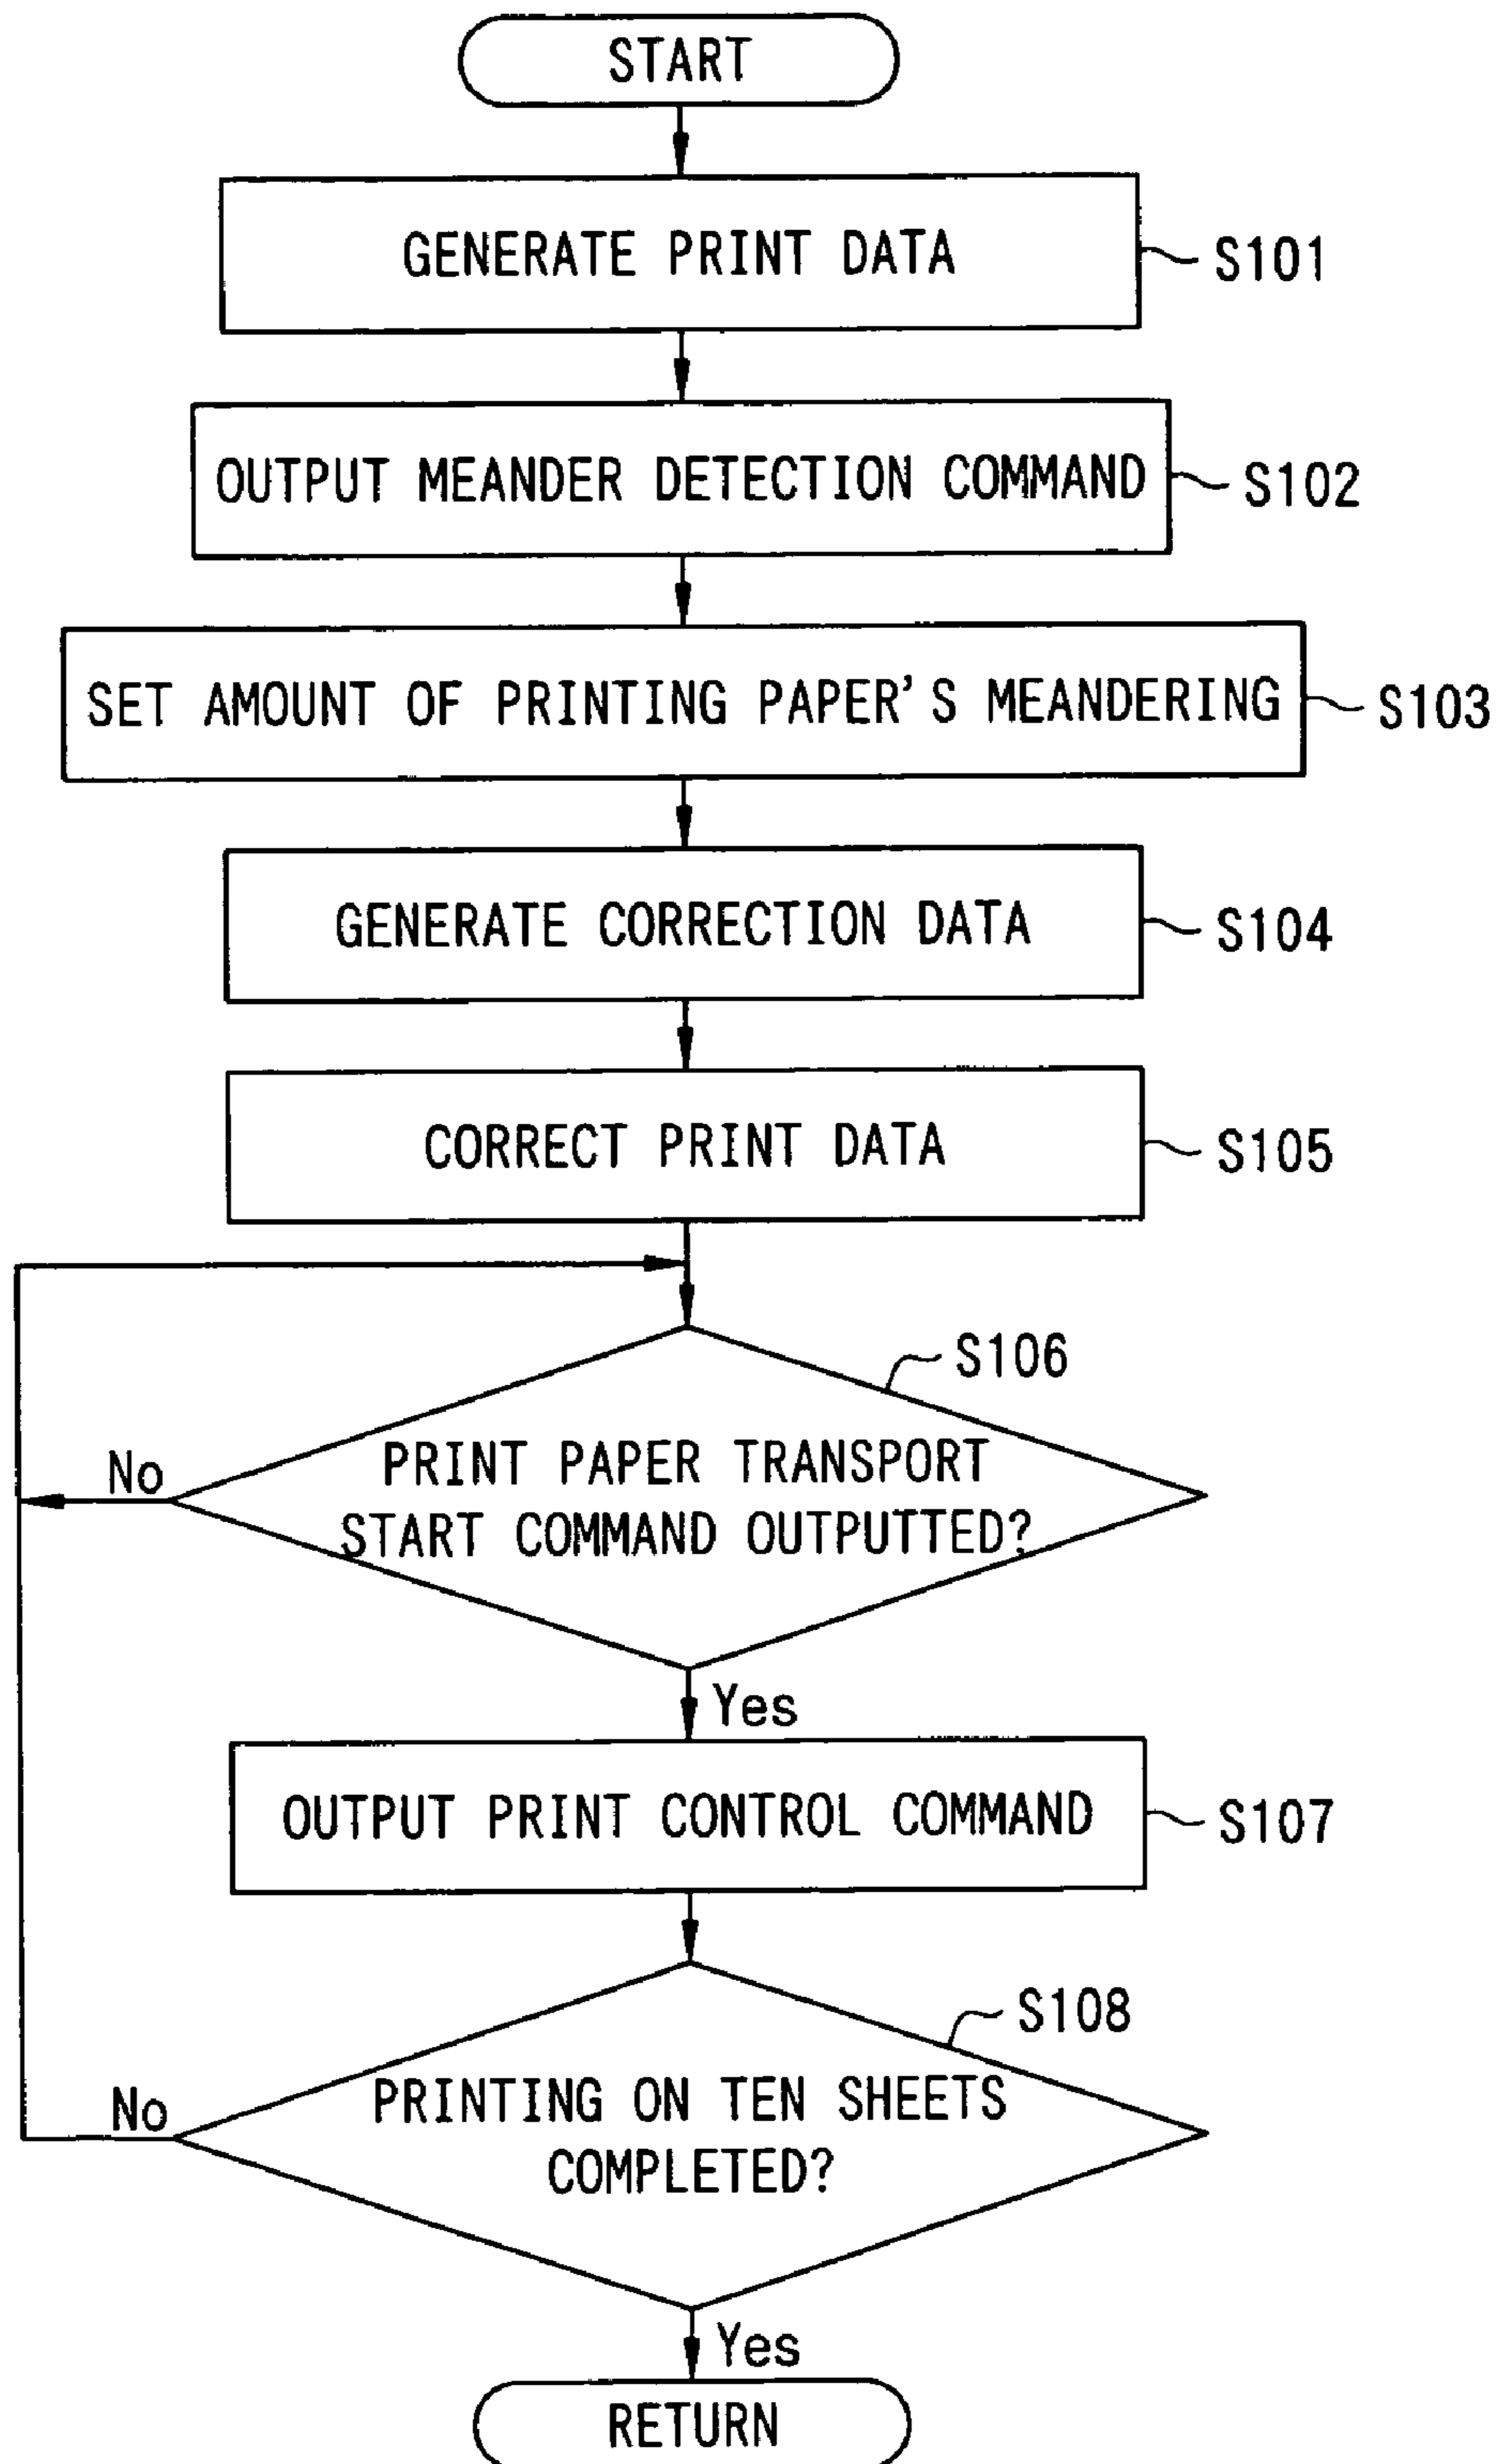 START
GENERATE PRINT DATA
S101
OUTPUT MEANDER DETECTION COMMAND
S102
SET AMOUNT OF PRINTING PAPER'S MEANDERING
S103
GENERATE CORRECTION DATA
S104
CORRECT PRINT DATA
S105
S106
PRINT PAPER TRANSPORT
START COMMAND OUTPUTTED?
No
Yes
OUTPUT PRINT CONTROL COMMAND
S107
S108
PRINTING ON TEN SHEETS
COMPLETED?
No
Yes
RETURN